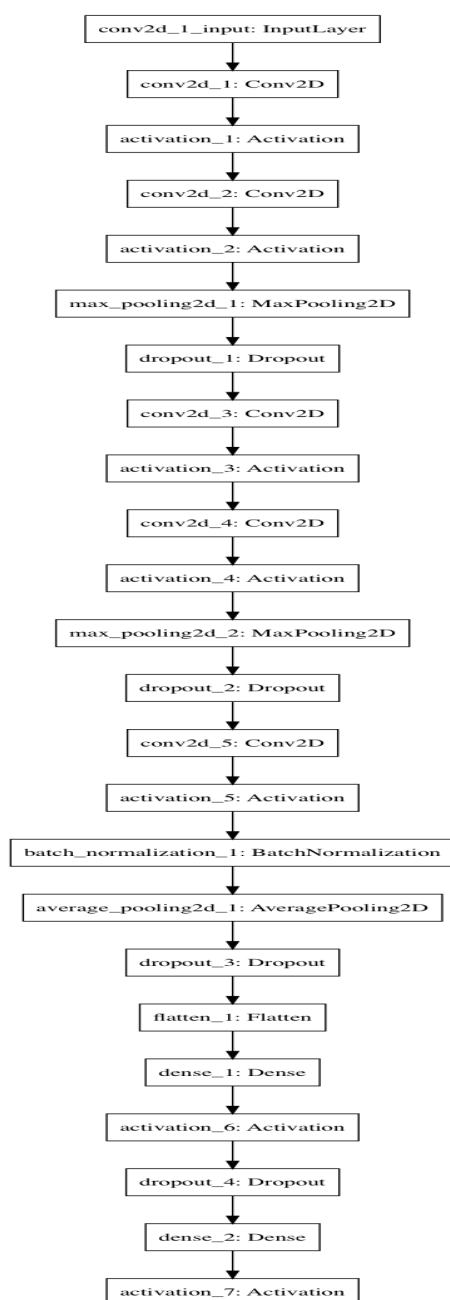 conv2d_1_input: InputLayer
conv2d_1: Conv2D
activation_1: Activation
conv2d_2: Conv2D
activation_2: Activation
max_pooling2d_1: MaxPooling2D
dropout_1: Dropout
conv2d_3: Conv2D
activation_3: Activation
conv2d_4: Conv2D
activation_4: Activation
max_pooling2d_2: MaxPooling2D
dropout_2: Dropout
conv2d_5: Conv2D
activation_5: Activation
batch_normalization_1: BatchNormalization
average_pooling2d_1: AveragePooling2D
dropout_3: Dropout
flatten_1: Flatten
dense_1: Dense
activation_6: Activation
dropout_4: Dropout
dense_2: Dense
activation_7: Activation